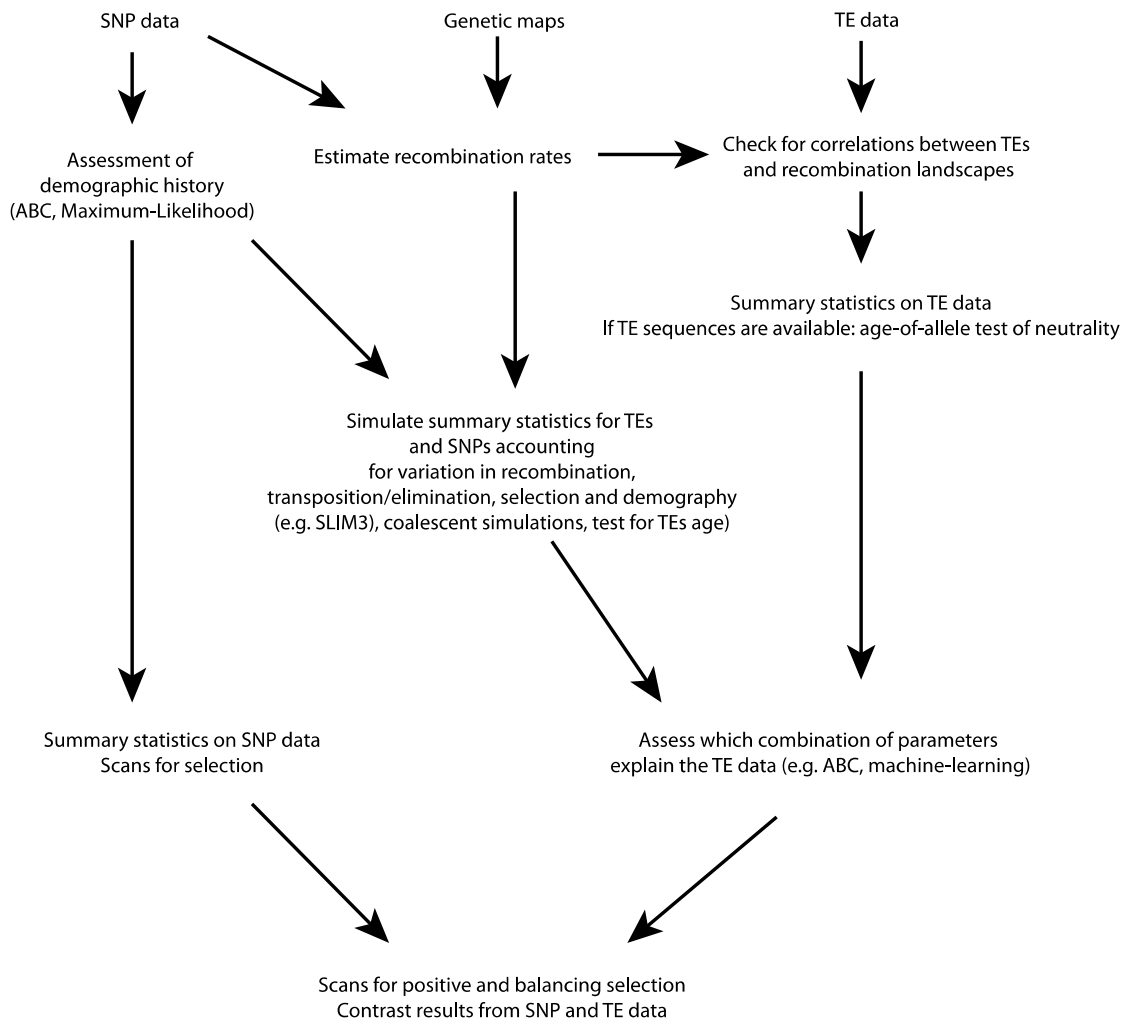 SNP data
Genetic maps
TE data
Assessment of
demographic history
(ABC, Maximum-Likelihood)
Estimate recombination rates
Check for correlations between TEs
and recombination landscapes
Summary statistics on TE data
If TE sequences are available: age-of-allele test of neutrality
Simulate summary statistics for TEs
and SNPs accounting
for variation in recombination,
transposition/elimination, selection and demography
(e.g. SLIM3), coalescent simulations, test for TEs age)
Summary statistics on SNP data
Scans for selection
Assess which combination of parameters
explain the TE data (e.g. ABC, machine-learning)
Scans for positive and balancing selection
Contrast results from SNP and TE data